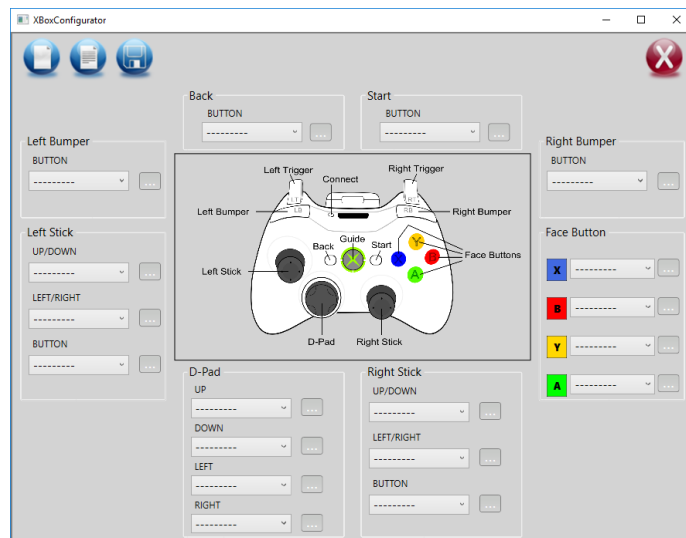 XBoxConfigurator
Back
BUTTON
---------
...
Start
BUTTON
---------
...
Left Bumper
BUTTON
---------
...
Right Bumper
BUTTON
---------
...
Left Stick
UP/DOWN
---------
...
LEFT/RIGHT
---------
...
BUTTON
---------
...
Left Trigger
Right Trigger
Connect
LT
RT
Left Bumper
LB
RB
Right Bumper
Guide
Back
Start
Y
X
B
A
Face Buttons
Left Stick
D-Pad
Right Stick
Face Button
X
---------
...
B
---------
...
Y
---------
...
A
---------
...
D-Pad
UP
---------
...
DOWN
---------
...
LEFT
---------
...
RIGHT
---------
...
Right Stick
UP/DOWN
---------
...
LEFT/RIGHT
---------
...
BUTTON
---------
...